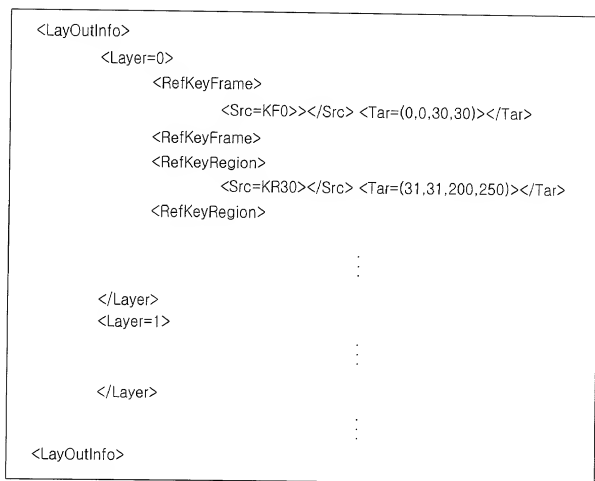 <LayOutInfo>
<Layer=0>
<RefKeyFrame>
<Src=KF0>></Src> <Tar=(0,0,30,30)></Tar>
<RefKeyFrame>
<RefKeyRegion>
<Src=KR30></Src> <Tar=(31,31,200,250)></Tar>
<RefKeyRegion>
⋮
</Layer>
<Layer=1>
⋮
</Layer>
⋮
<LayOutInfo>